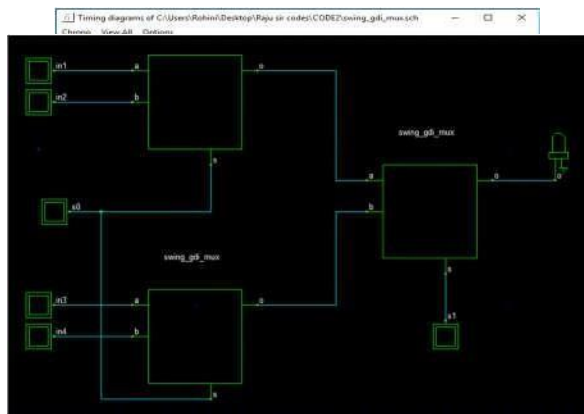 Timing diagrams of C:\Users\Rohini\Desktop\Raju sir codes\CODE2\swing_gdi_mux.sch
Chrono View All Options
in1 a o
in2 b
swing_gdi_mux
s
a o o
s0 b
swing_gdi_mux
s
in3 a o
s1
in4 b
s